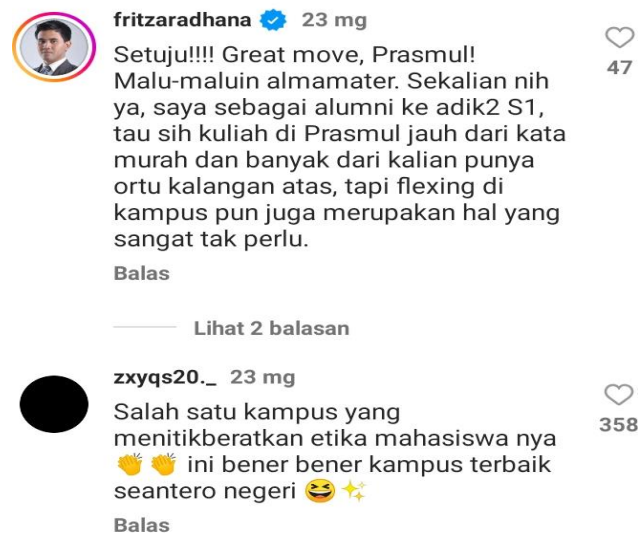 fritzaradhana 23 mg
Setuju!!!! Great move, Prasmul!
Malu-maluin almamater. Sekalian nih
ya, saya sebagai alumni ke adik2 S1,
tau sih kuliah di Prasmul jauh dari kata
murah dan banyak dari kalian punya
ortu kalangan atas, tapi flexing di
kampus pun juga merupakan hal yang
sangat tak perlu.
47
Balas
Lihat 2 balasan
zxyqs20._ 23 mg
Salah satu kampus yang
menitikberatkan etika mahasiswa nya
👏 👏 ini bener bener kampus terbaik
seantero negeri 😆 ✨
358
Balas